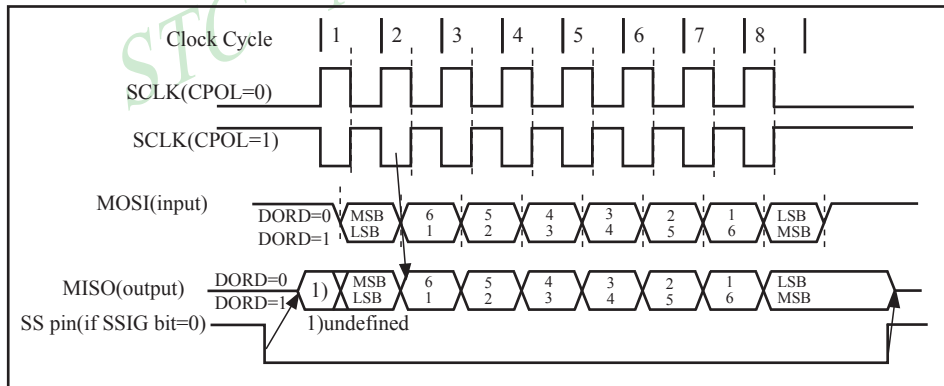 STC
Clock Cycle 1 2 3 4 5 6 7 8
SCLK(CPOL=0)
SCLK(CPOL=1)
MOSI(input) DORD=0 MSB 6 5 4 3 2 1 LSB
DORD=1 LSB 1 2 3 4 5 6 MSB
MISO(output) DORD=0 1) MSB 6 5 4 3 2 1 LSB
DORD=1 LSB 1 2 3 4 5 6 MSB
SS pin(if SSIG bit=0) 1)undefined